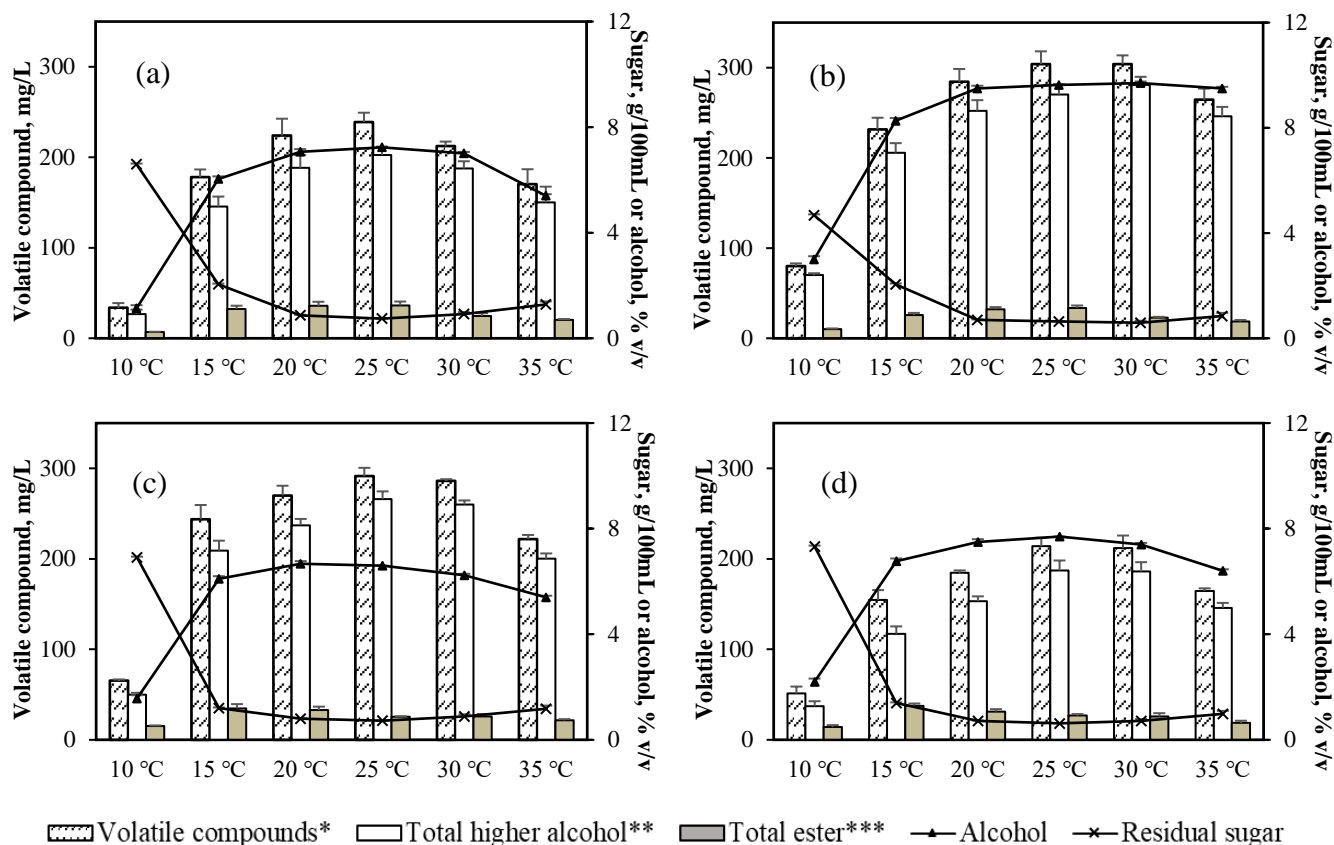 12
300
8
200
4
100
0
0
Volatile compound, mg/L
(a)
Sugar, g/100mL or alcohol, % v/v
10 °C 15 °C 20 °C 25 °C 30 °C 35 °C
12
300
8
200
4
100
0
0
Volatile compound, mg/L
(b)
Sugar, g/100mL or alcohol, % v/v
10 °C 15 °C 20 °C 25 °C 30 °C 35 °C
12
300
8
200
4
100
0
0
Volatile compound, mg/L
(c)
Sugar, g/100mL or alcohol, % v/v
10 °C 15 °C 20 °C 25 °C 30 °C 35 °C
12
300
8
200
4
100
0
0
Volatile compound, mg/L
(d)
Sugar, g/100mL or alcohol, % v/v
10 °C 15 °C 20 °C 25 °C 30 °C 35 °C
Volatile compounds* Total higher alcohol** Total ester*** Alcohol Residual sugar